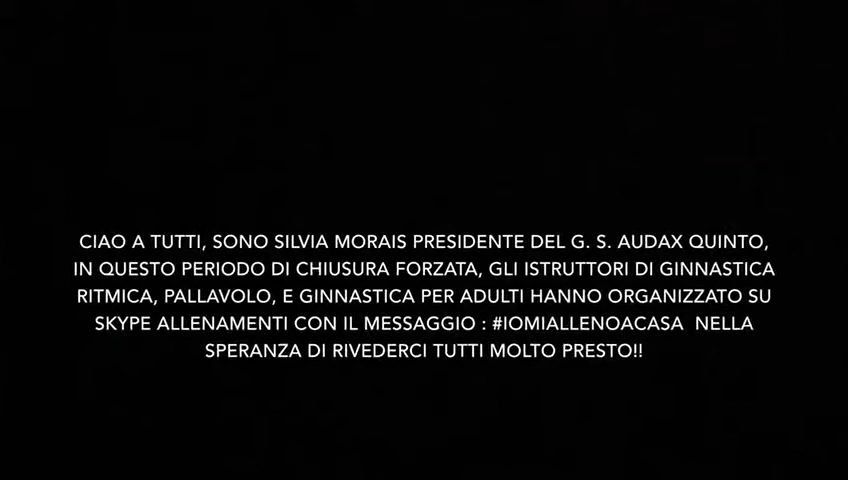 CIAO A TUTTI, SONO SILVIA MORAIS PRESIDENTE DEL G. S. AUDAX QUINTO,
IN QUESTO PERIODO DI CHIUSURA FORZATA, GLI ISTRUTTORI DI GINNASTICA
RITMICA, PALLAVOLO, E GINNASTICA PER ADULTI HANNO ORGANIZZATO SU
SKYPE ALLENAMENTI CON IL MESSAGGIO : #IOMIALLENOACASA  NELLA
SPERANZA DI RIVEDERCI TUTTI MOLTO PRESTO!!